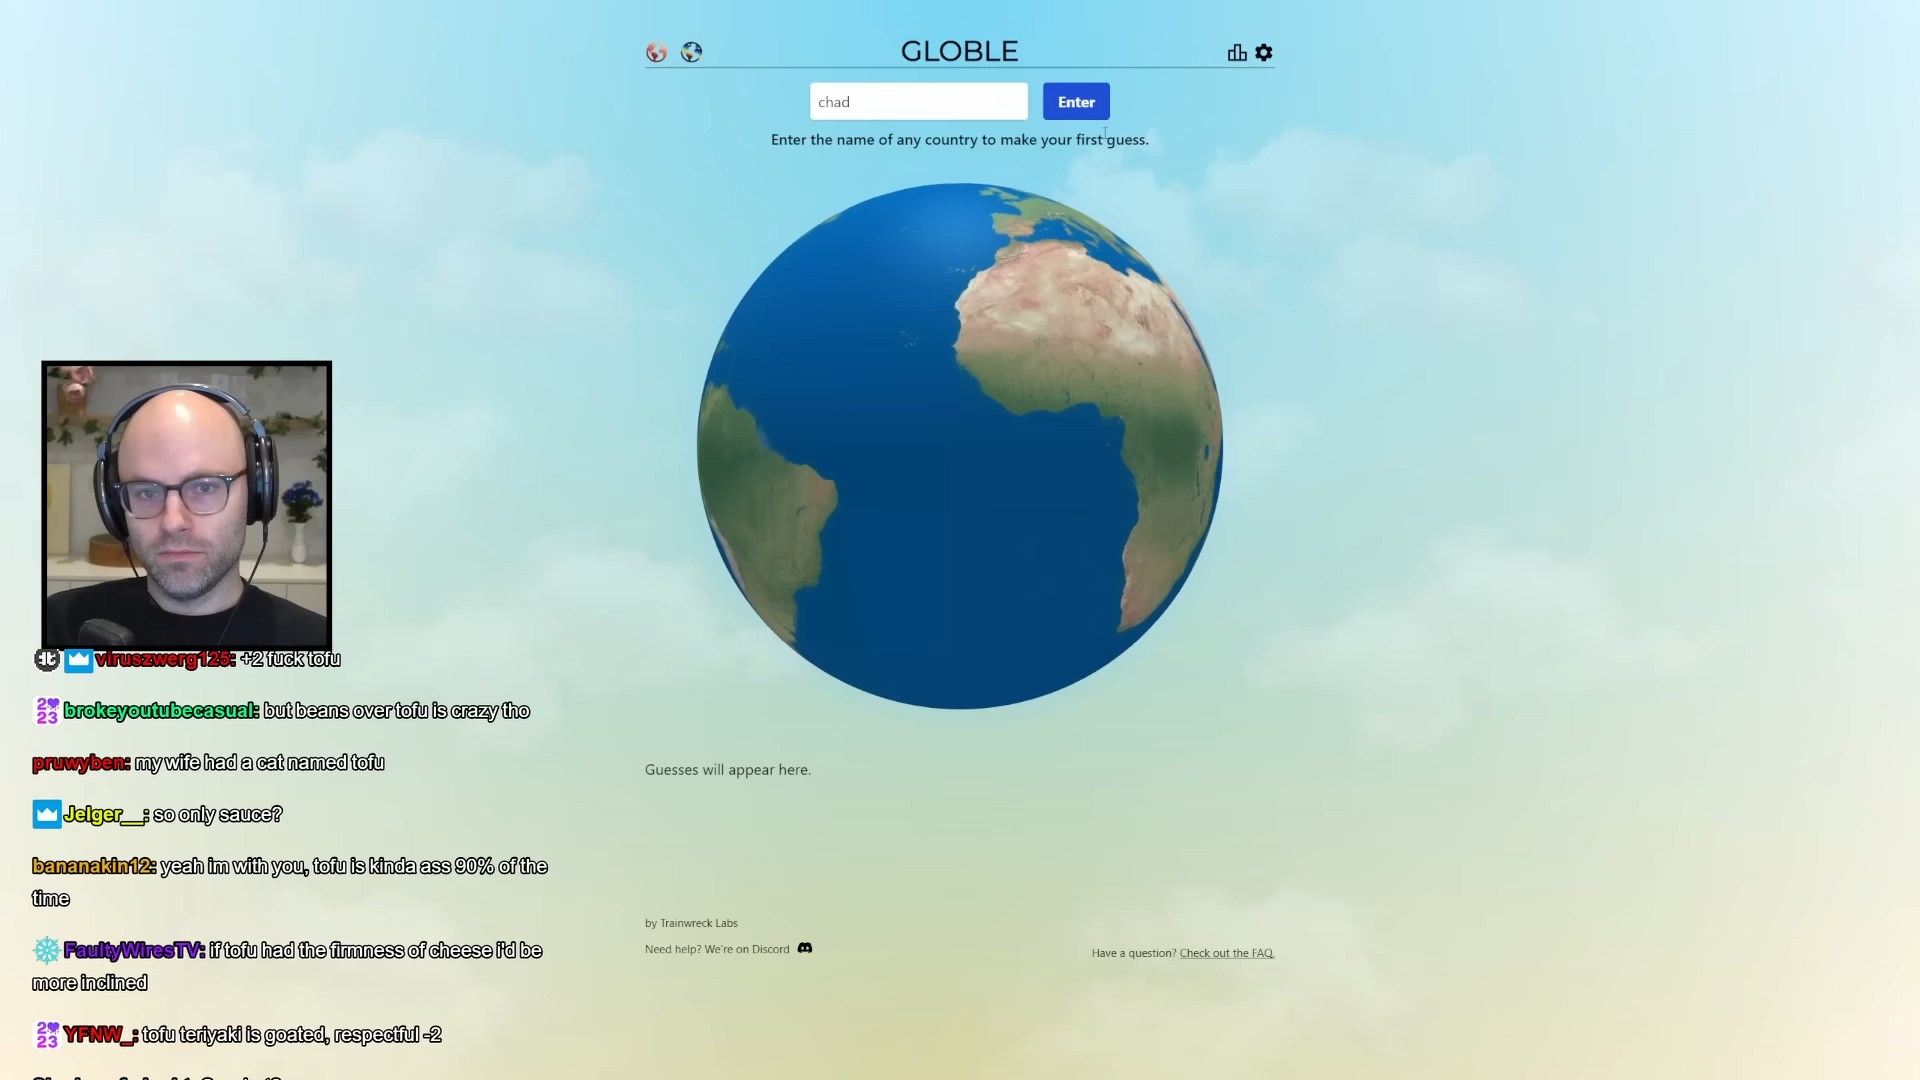 GLOBLE
chad
Enter
Enter the name of any country to make your first guess.
Guesses will appear here.
by Trainwreck Labs
Need help? We're on Discord
Have a question? Check out the FAQ.
viruszwerg125: +2 fuck tofu
2023 brokeyoutubecasual: but beans over tofu is crazy tho
pruwyben: my wife had a cat named tofu
Jelger__: so only sauce?
bananakin12: yeah im with you, tofu is kinda ass 90% of the
time
FaultyWiresTV: if tofu had the firmness of cheese i'd be
more inclined
2023 YFNW_: tofu teriyaki is goated, respectful -2